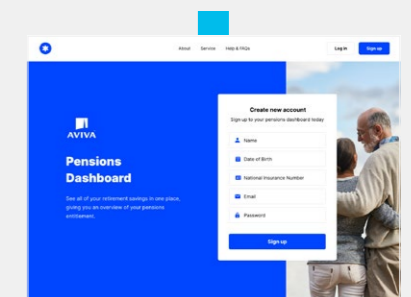 About Service Help & FAQs Log in Sign up
AVIVA
Pensions
Dashboard
See all of your retirement savings in one place,
giving you an overview of your pensions
entitlement.
Create new account
Sign up to your pensions dashboard today
Name
Date of Birth
National Insurance Number
Email
Password
Sign up